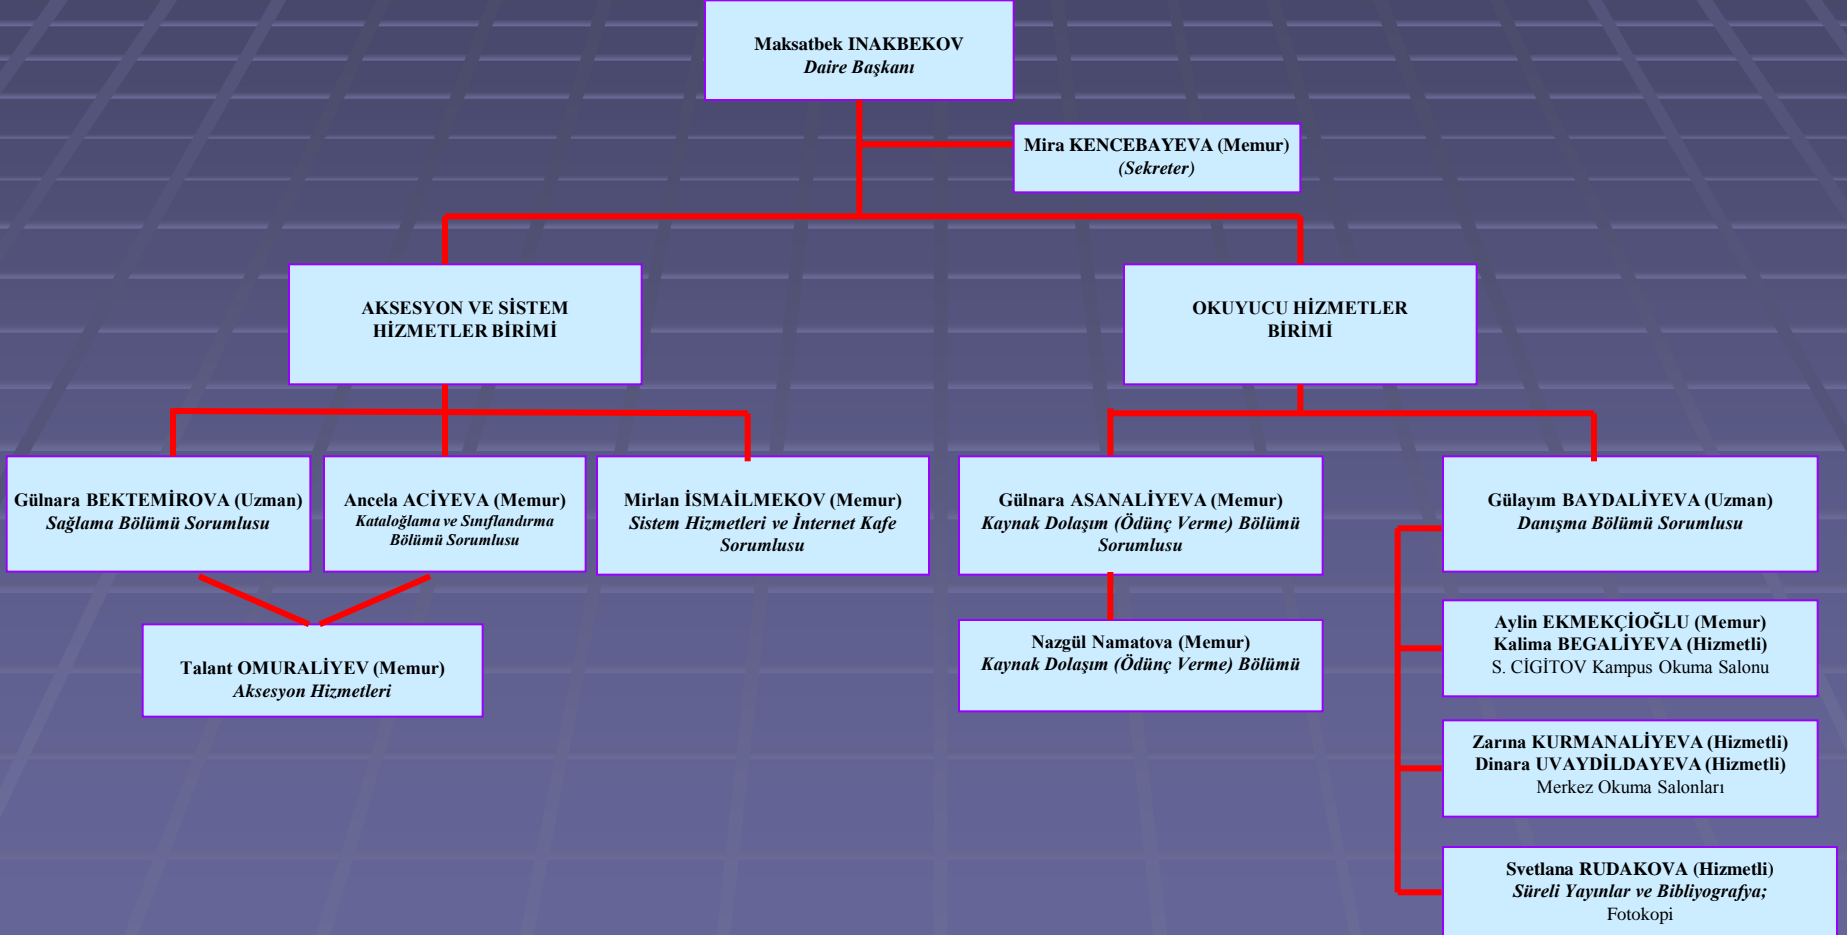 Maksatbek INAKBEKOV
Daire Başkanı
Mira KENCEBAYEVA (Memur)
(Sekreter)
AKSESYON VE SİSTEM
HİZMETLER BİRİMİ
OKUYUCU HİZMETLER
BİRİMİ
Gülnara BEKTEMİROVA (Uzman)
Sağlama Bölümü Sorumlusu
Ancela ACİYEVA (Memur)
Kataloğlama ve Sınıflandırma
Bölümü Sorumlusu
Mirlan İSMAİLMEKOV (Memur)
Sistem Hizmetleri ve İnternet Kafe
Sorumlusu
Gülnara ASANALİYEVA (Memur)
Kaynak Dolaşım (Ödünç Verme) Bölümü
Sorumlusu
Gülayım BAYDALİYEVA (Uzman)
Danışma Bölümü Sorumlusu
Talant OMURALİYEV (Memur)
Aksesyon Hizmetleri
Nazgül Namatova (Memur)
Kaynak Dolaşım (Ödünç Verme) Bölümü
Aylin EKMEKÇİOĞLU (Memur)
Kalima BEGALİYEVA (Hizmetli)
S. CİGİTOV Kampus Okuma Salonu
Zarına KURMANALİYEVA (Hizmetli)
Dinara UVAYDİLDAYEVA (Hizmetli)
Merkez Okuma Salonları
Svetlana RUDAKOVA (Hizmetli)
Süreli Yayınlar ve Bibliyografya;
Fotokopi